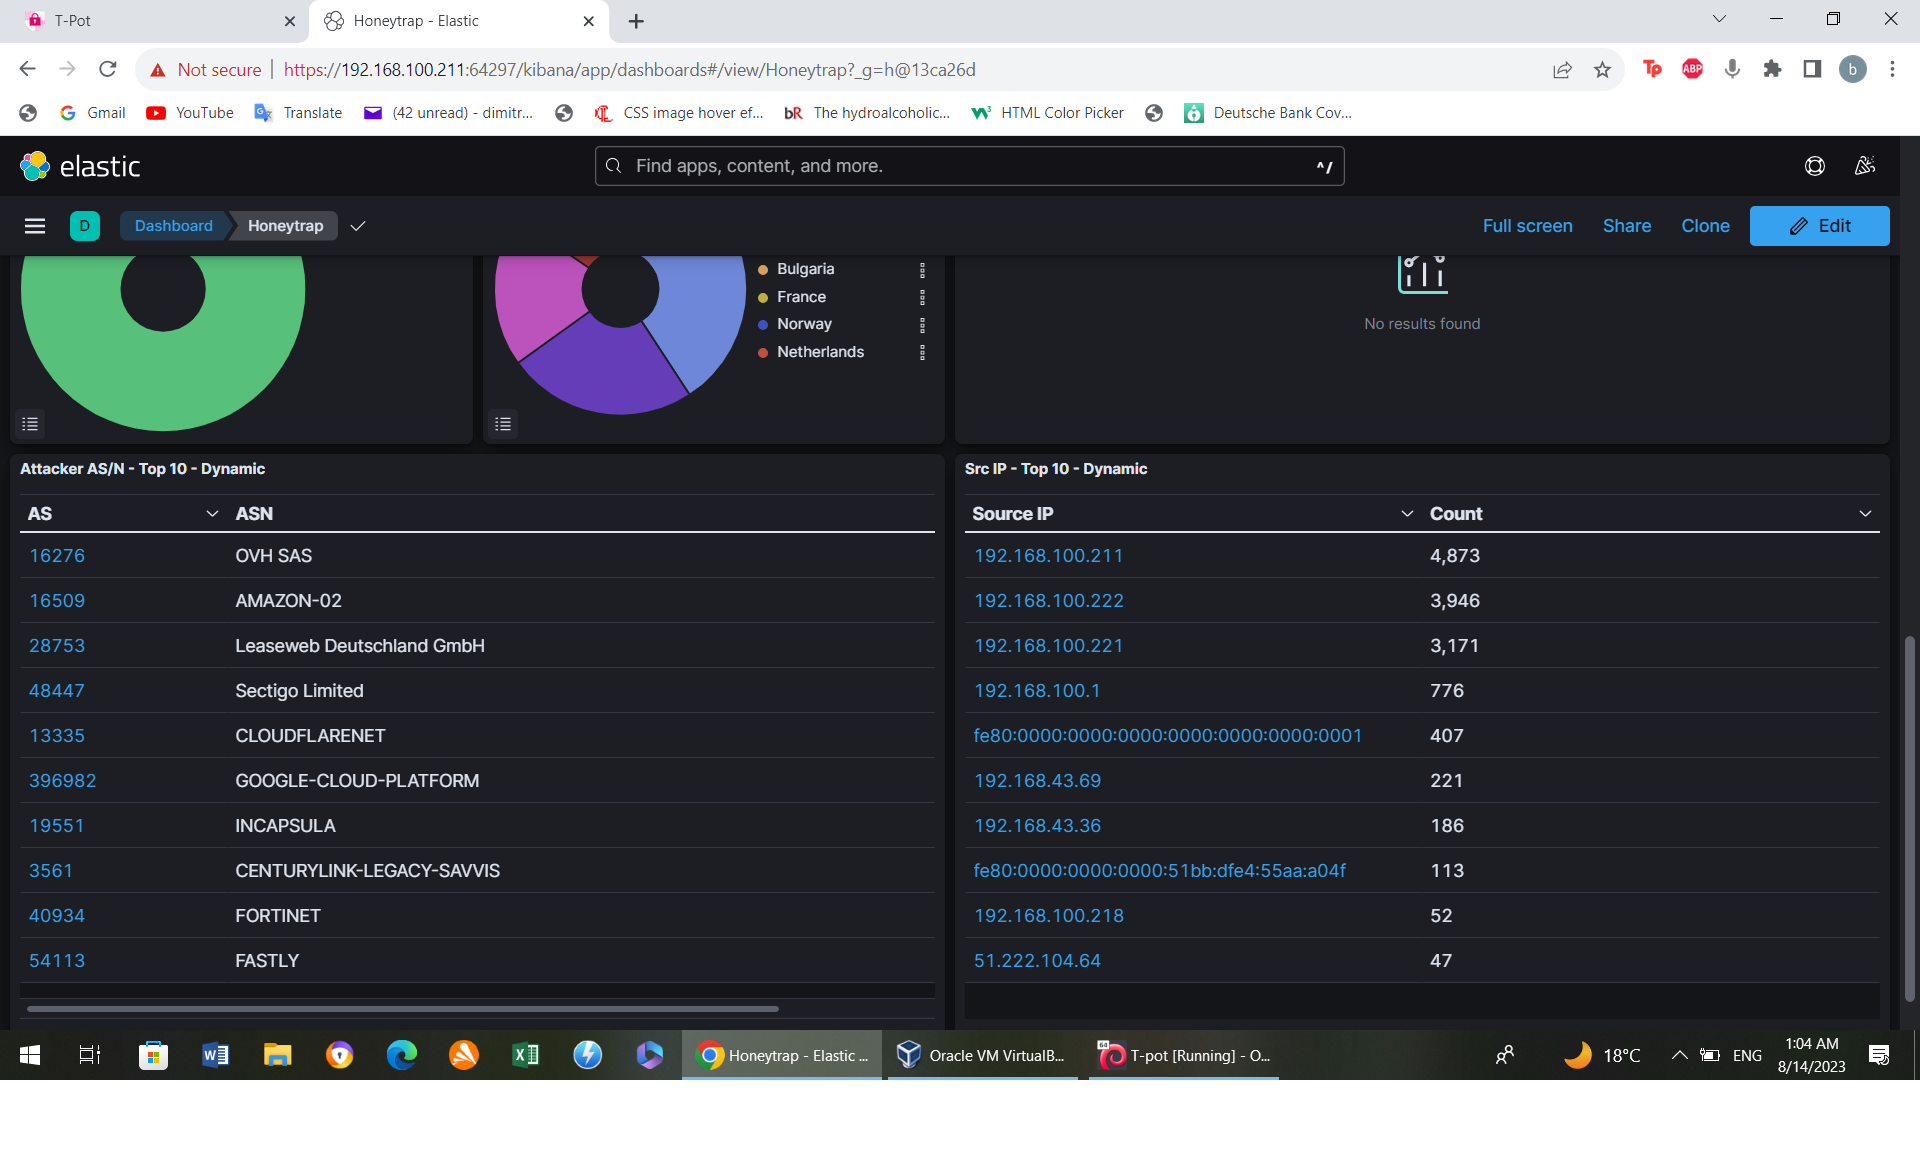 T-Pot
Honeytrap - Elastic
Not secure
https://192.168.100.211:64297/kibana/app/dashboards#/view/Honeytrap?_g=h@13ca26d
Tp
ABP
b
Gmail
YouTube
Translate
(42 unread) - dimitr...
CSS image hover ef...
bR The hydroalcoholic...
HTML Color Picker
Deutsche Bank Cov...
elastic
Find apps, content, and more.
^/
D
Dashboard
Honeytrap
Full screen
Share
Clone
Edit
Bulgaria
France
Norway
Netherlands
No results found
Attacker AS/N - Top 10 - Dynamic
AS ASN
16276 OVH SAS
16509 AMAZON-02
28753 Leaseweb Deutschland GmbH
48447 Sectigo Limited
13335 CLOUDFLARENET
396982 GOOGLE-CLOUD-PLATFORM
19551 INCAPSULA
3561 CENTURYLINK-LEGACY-SAVVIS
40934 FORTINET
54113 FASTLY
Src IP - Top 10 - Dynamic
Source IP Count
192.168.100.211 4,873
192.168.100.222 3,946
192.168.100.221 3,171
192.168.100.1 776
fe80:0000:0000:0000:0000:0000:0000:0001 407
192.168.43.69 221
192.168.43.36 186
fe80:0000:0000:0000:51bb:dfe4:55aa:a04f 113
192.168.100.218 52
51.222.104.64 47
Honeytrap - Elastic ...
Oracle VM VirtualB...
64
T-pot [Running] - O...
18°C
ENG
1:04 AM
8/14/2023